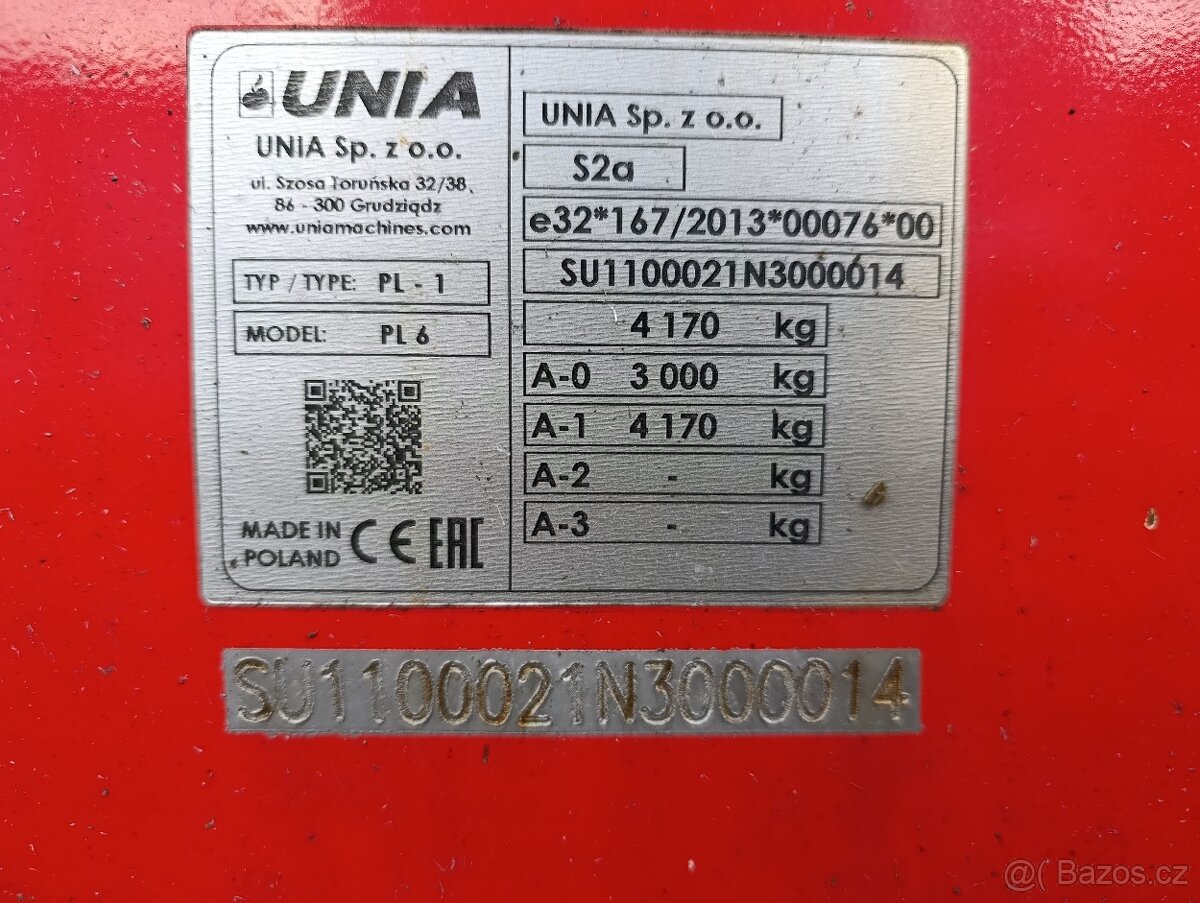 UNIA
UNIA Sp. z o.o.
ul. Szosa Toruńska 32/38,
86 - 300 Grudziądz
www.uniamachines.com
TYP / TYPE: PL - 1
MODEL: PL 6
MADE IN
POLAND
CE EAC
UNIA Sp. z o.o.
S2a
e32*167/2013*00076*00
SU1100021N3000014
4 170 kg
A-0 3 000 kg
A-1 4 170 kg
A-2 - kg
A-3 - kg
SU1100021N3000014
@( Bazos.cz